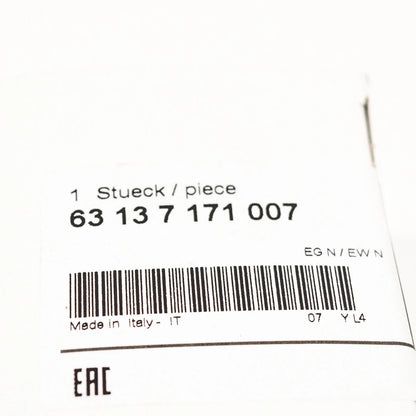 1 Stueck / piece
63 13 7 171 007
EG N / EW N
Made in Italy - IT 07 Y L4
EAC